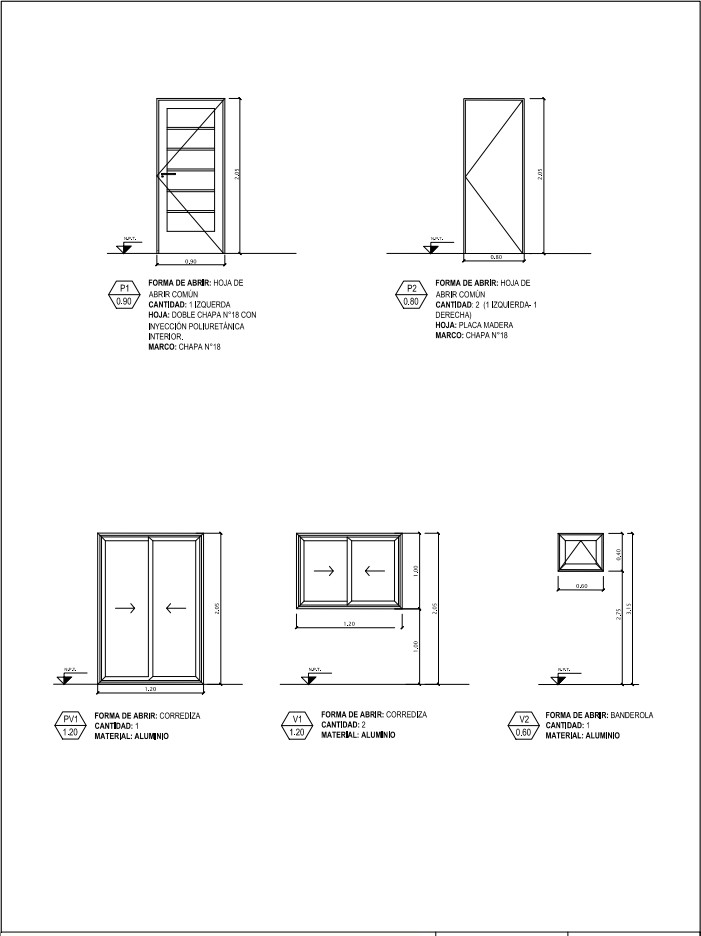 2.05
2.05
N.P.T.
N.P.T.
0.90
0.80
P1
0.90
FORMA DE ABRIR: HOJA DE
ABRIR COMÚN
CANTIDAD: 1 IZQUERDA
HOJA: DOBLE CHAPA N°18 CON
INYECCIÓN POLIURETÁNICA
INTERIOR.
MARCO: CHAPA N°18
P2
0.80
FORMA DE ABRIR: HOJA DE
ABRIR COMÚN
CANTIDAD: 2 (1 IZQUIERDA- 1
DERECHA)
HOJA: PLACA MADERA
MARCO: CHAPA N°18
2.05
1.00
2.05
0.40
0.60
1.20
1.00
2.75
3.15
N.P.T.
N.P.T.
N.P.T.
1.20
PV1
1.20
FORMA DE ABRIR: CORREDIZA
CANTIDAD: 1
MATERIAL: ALUMINIO
V1
1.20
FORMA DE ABRIR: CORREDIZA
CANTIDAD: 2
MATERIAL: ALUMINIO
V2
0.60
FORMA DE ABRIR: BANDEROLA
CANTIDAD: 1
MATERIAL: ALUMINIO